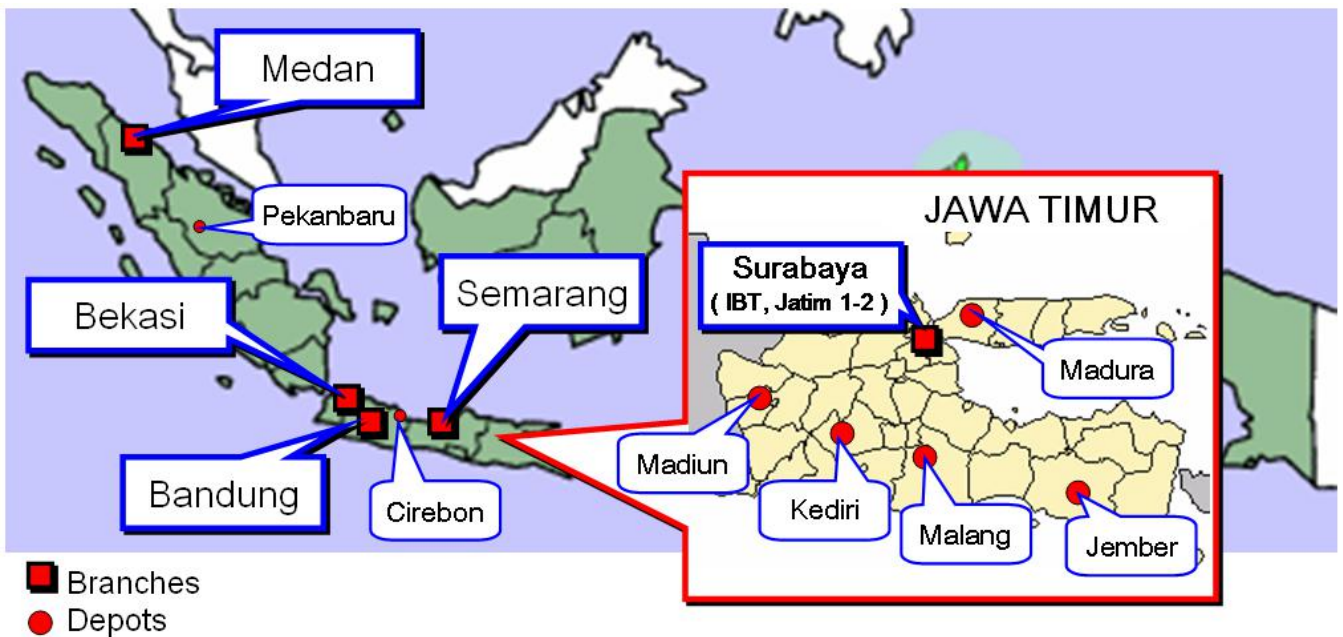 Medan
Pekanbaru
Bekasi
Semarang
Bandung
Cirebon
JAWA TIMUR
Surabaya
( IBT, Jatim 1-2 )
Madura
Madiun
Kediri
Malang
Jember
Branches
Depots